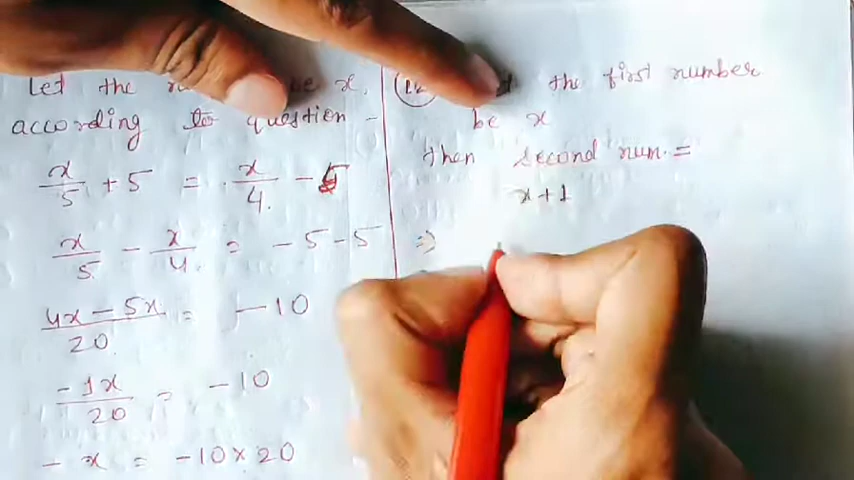 Let the be x.
according to question -
x/5 + 5 = x/4 - 5
x/5 - x/4 = - 5 - 5
4x - 5x / 20 = - 10
- 1x / 20 = - 10
- x = - 10 × 20
the first number
be x
then second num. =
x + 1
⇒